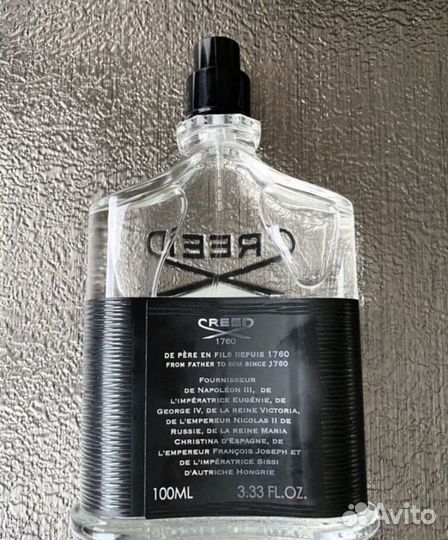 CREED
CREED
1760
DE PÈRE EN FILS DEPUIS 1760
FROM FATHER TO SON SINCE 1760
FOURNISSEUR
DE NAPOLÉON III, DE
L'IMPÉRATRICE EUGÉNIE, DE
GEORGE IV, DE LA REINE VICTORIA,
DE L'EMPEREUR NICOLAS II DE
RUSSIE, DE LA REINE MARIA
CHRISTINA D'ESPAGNE, DE
L'EMPEREUR FRANÇOIS JOSEPH ET
DE L'IMPÉRATRICE SISSI
D'AUTRICHE HONGRIE
100ML 3.33 FL.OZ.
Avito